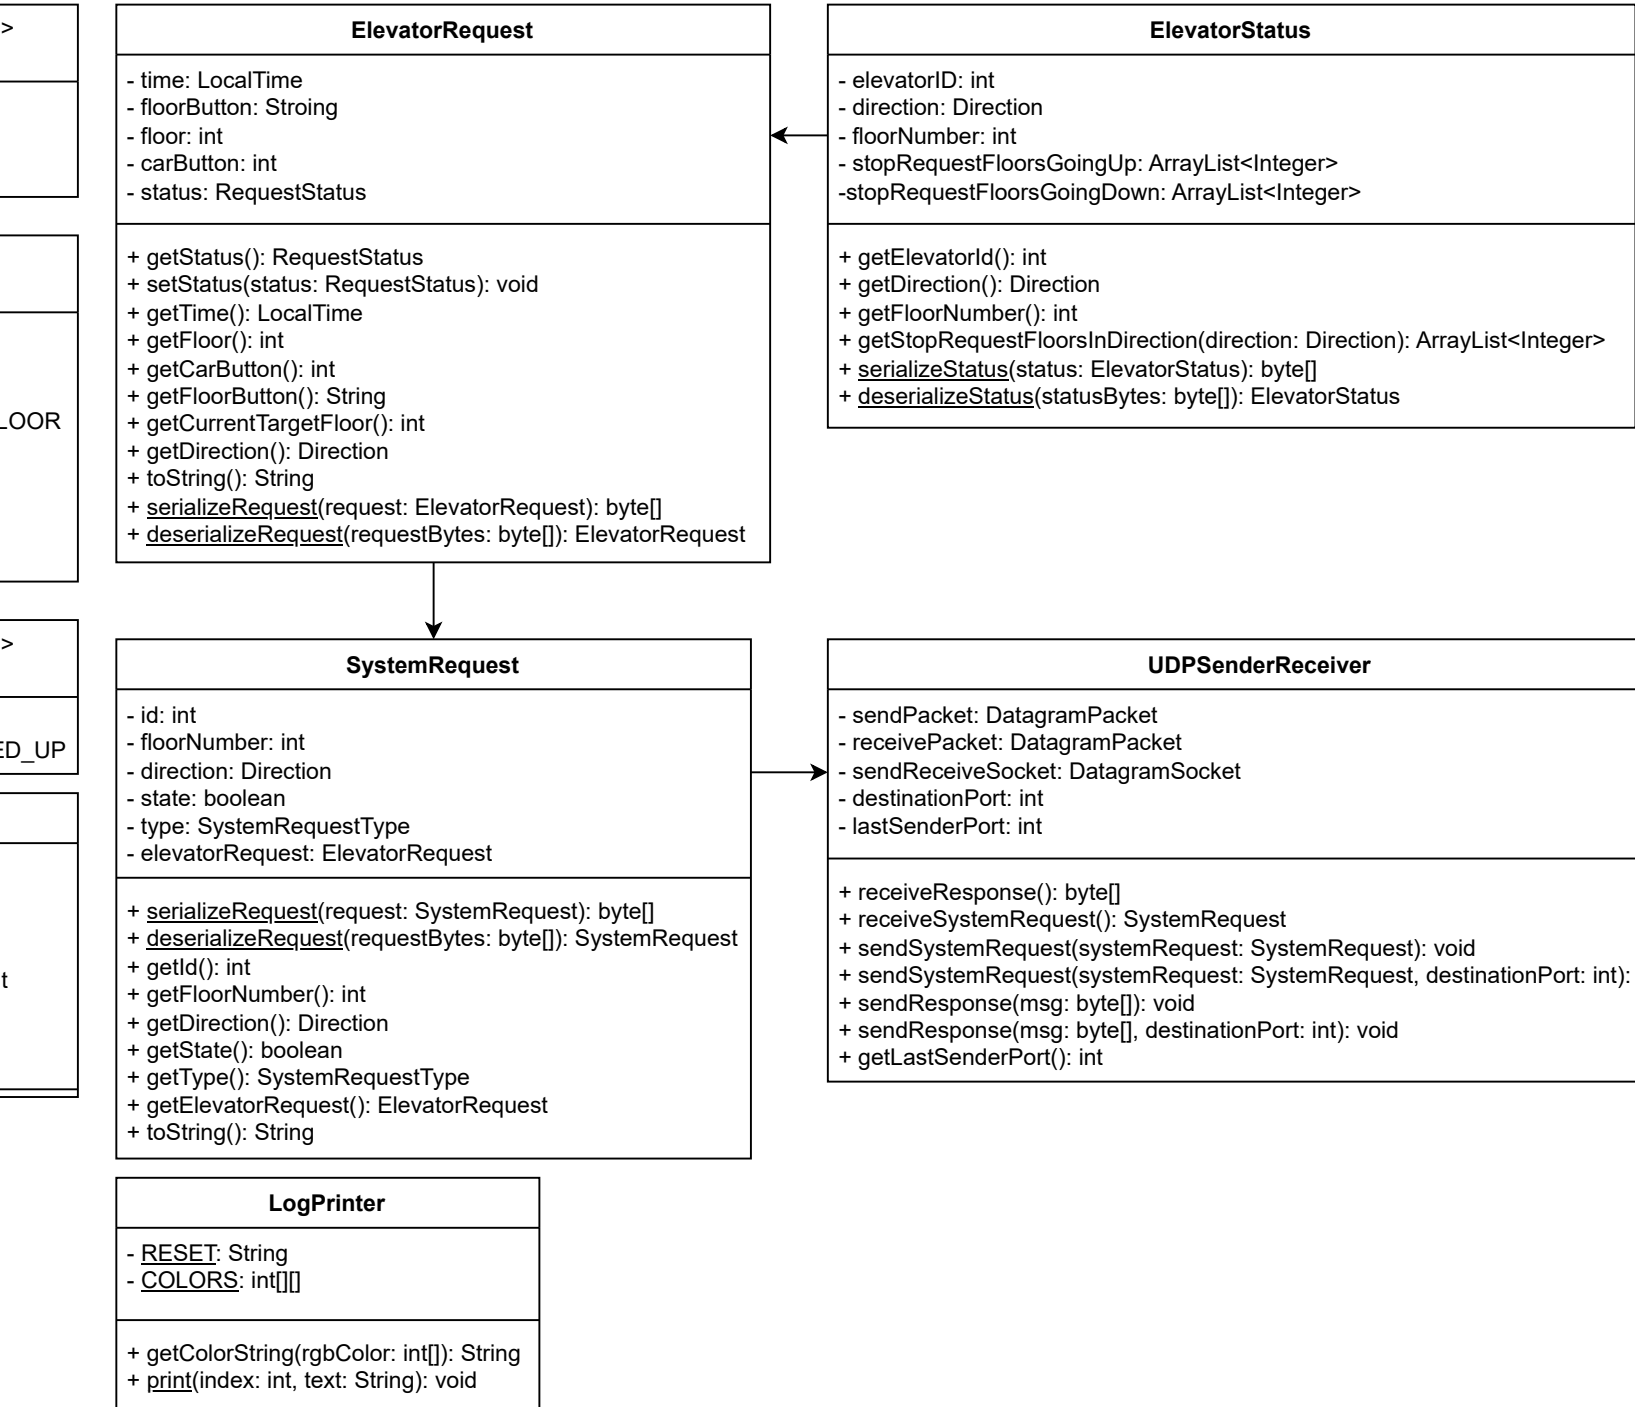 >
LOOR
>
ED_UP
t
ElevatorRequest
- time: LocalTime
- floorButton: Stroing
- floor: int
- carButton: int
- status: RequestStatus
+ getStatus(): RequestStatus
+ setStatus(status: RequestStatus): void
+ getTime(): LocalTime
+ getFloor(): int
+ getCarButton(): int
+ getFloorButton(): String
+ getCurrentTargetFloor(): int
+ getDirection(): Direction
+ toString(): String
+ serializeRequest(request: ElevatorRequest): byte[]
+ deserializeRequest(requestBytes: byte[]): ElevatorRequest
ElevatorStatus
- elevatorID: int
- direction: Direction
- floorNumber: int
- stopRequestFloorsGoingUp: ArrayList<Integer>
-stopRequestFloorsGoingDown: ArrayList<Integer>
+ getElevatorId(): int
+ getDirection(): Direction
+ getFloorNumber(): int
+ getStopRequestFloorsInDirection(direction: Direction): ArrayList<Integer>
+ serializeStatus(status: ElevatorStatus): byte[]
+ deserializeStatus(statusBytes: byte[]): ElevatorStatus
SystemRequest
- id: int
- floorNumber: int
- direction: Direction
- state: boolean
- type: SystemRequestType
- elevatorRequest: ElevatorRequest
+ serializeRequest(request: SystemRequest): byte[]
+ deserializeRequest(requestBytes: byte[]): SystemRequest
+ getId(): int
+ getFloorNumber(): int
+ getDirection(): Direction
+ getState(): boolean
+ getType(): SystemRequestType
+ getElevatorRequest(): ElevatorRequest
+ toString(): String
UDPSenderReceiver
- sendPacket: DatagramPacket
- receivePacket: DatagramPacket
- sendReceiveSocket: DatagramSocket
- destinationPort: int
- lastSenderPort: int
+ receiveResponse(): byte[]
+ receiveSystemRequest(): SystemRequest
+ sendSystemRequest(systemRequest: SystemRequest): void
+ sendSystemRequest(systemRequest: SystemRequest, destinationPort: int):
+ sendResponse(msg: byte[]): void
+ sendResponse(msg: byte[], destinationPort: int): void
+ getLastSenderPort(): int
LogPrinter
- RESET: String
- COLORS: int[][]
+ getColorString(rgbColor: int[]): String
+ print(index: int, text: String): void